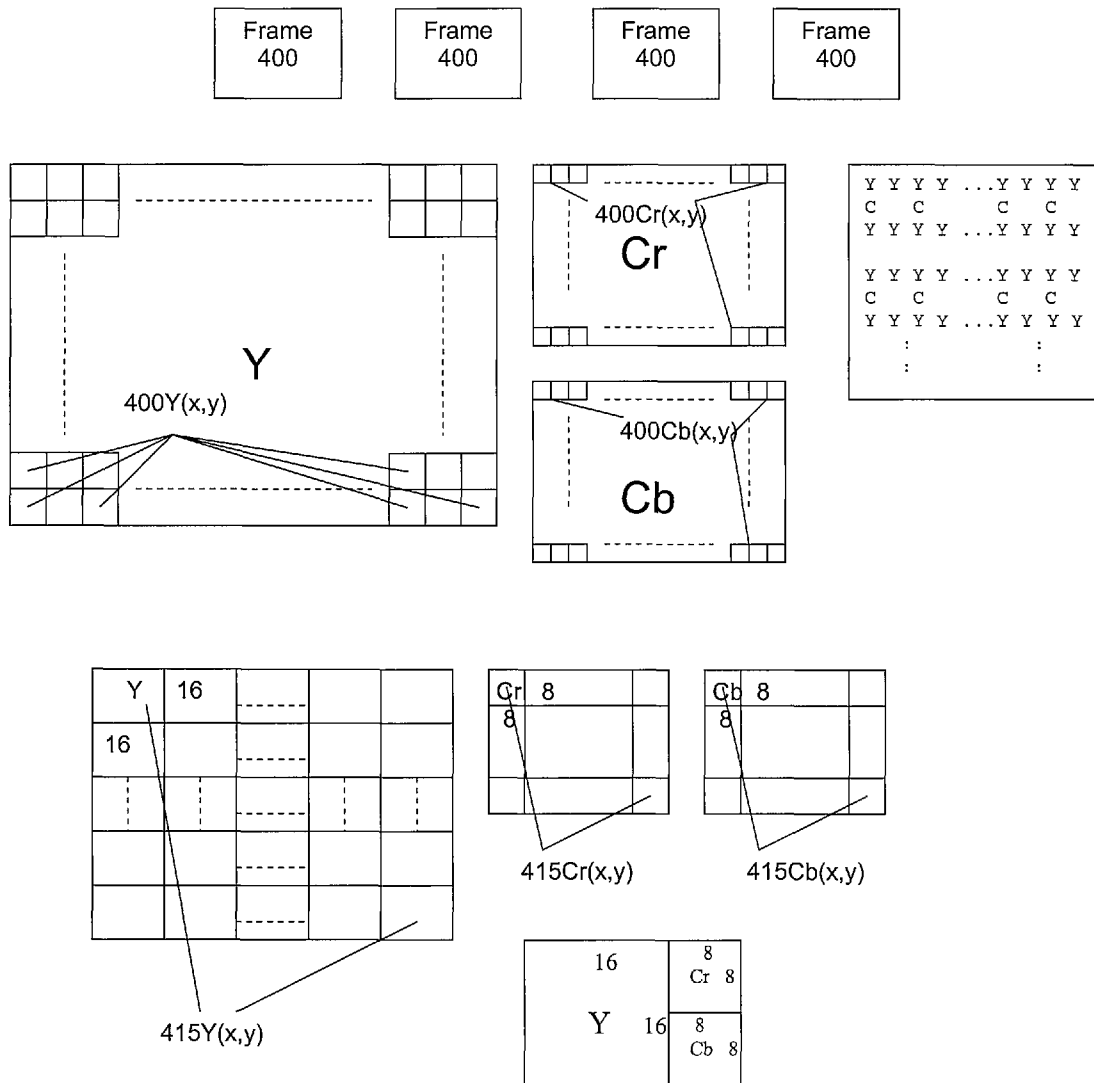 Frame
400
Frame
400
Frame
400
Frame
400
Y
400Y(x,y)
400Cr(x,y)
Cr
400Cb(x,y)
Cb
Y Y Y Y ...Y Y Y Y
C C C C
Y Y Y Y ...Y Y Y Y
Y Y Y Y ...Y Y Y Y
C C C C
Y Y Y Y ...Y Y Y Y
: :
: :
Y 16
16
415Y(x,y)
Cr 8
8
415Cr(x,y)
Cb 8
8
415Cb(x,y)
16
Y 16
8
Cr 8
8
Cb 8